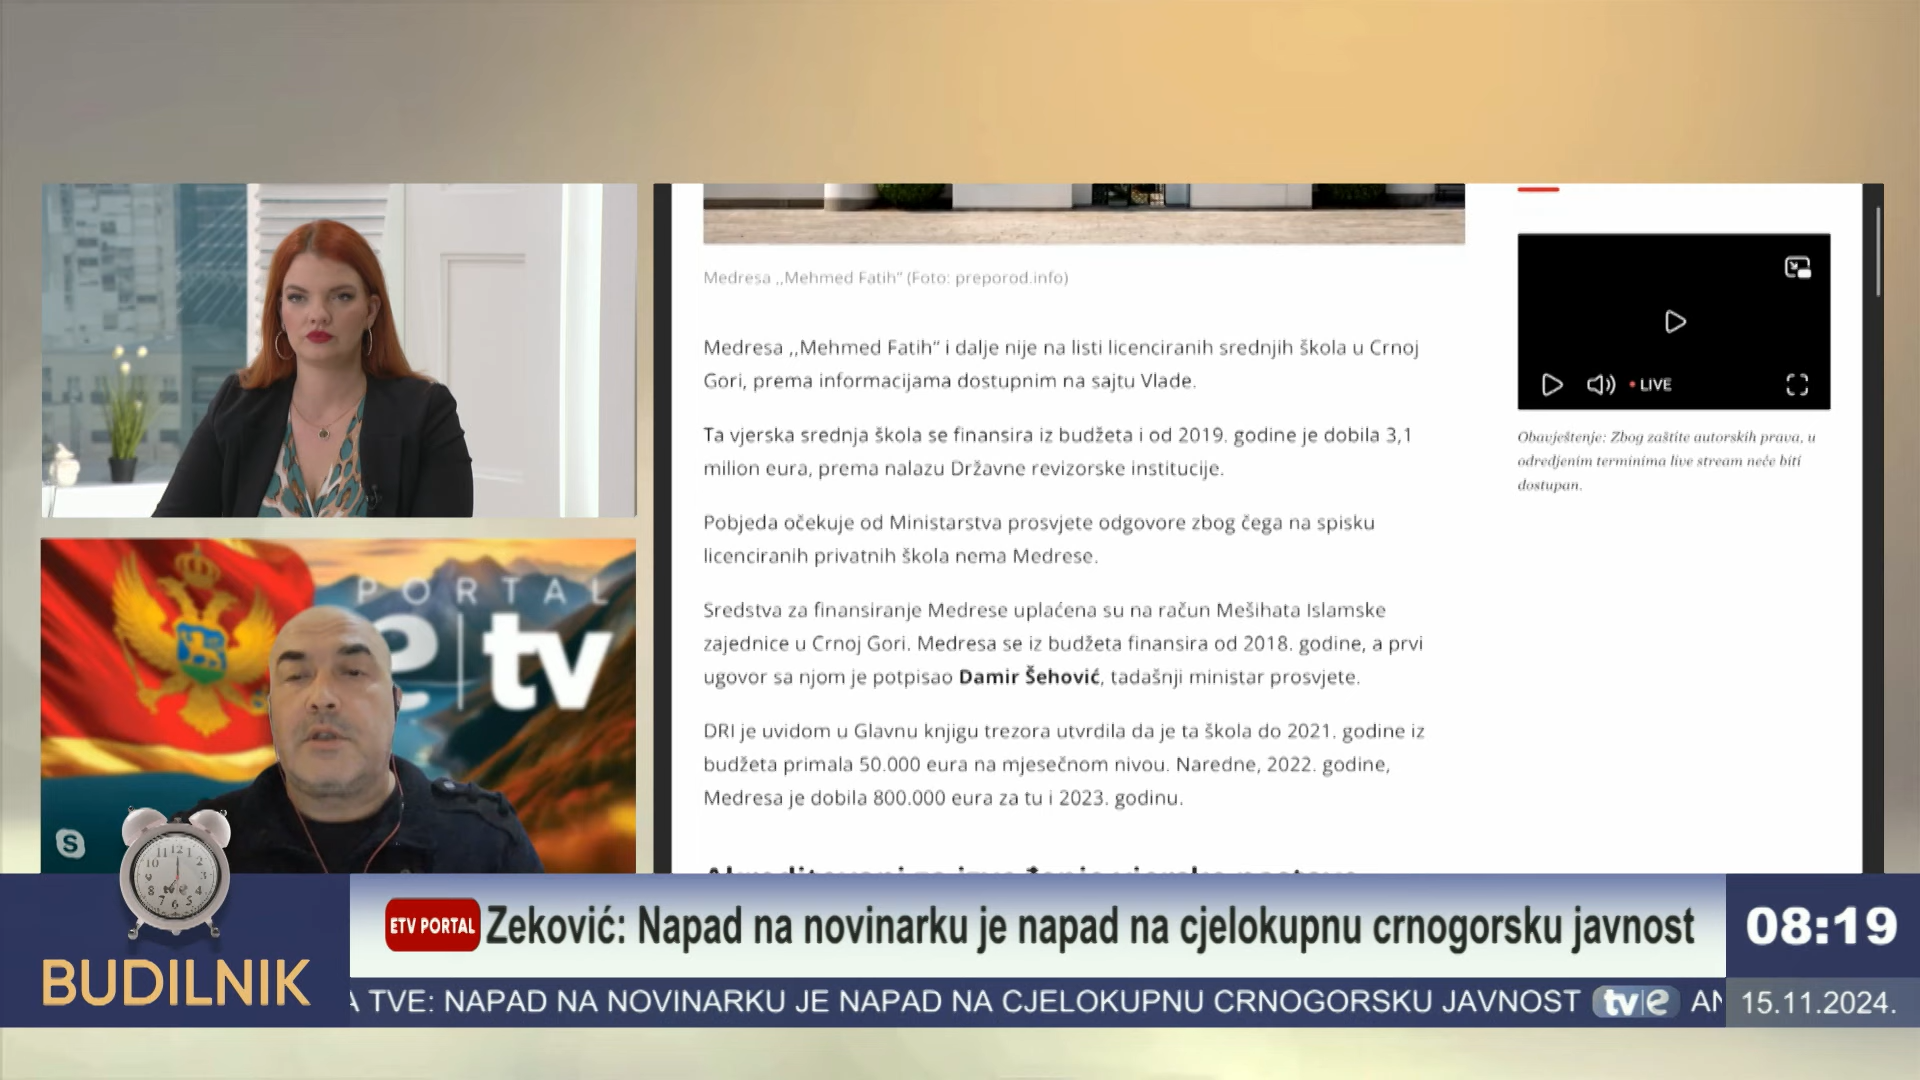 Medresa ,,Mehmed Fatih" (Foto: preporod.info)
Medresa ,,Mehmed Fatih" i dalje nije na listi licenciranih srednjih škola u Crnoj
Gori, prema informacijama dostupnim na sajtu Vlade.
Ta vjerska srednja škola se finansira iz budžeta i od 2019. godine je dobila 3,1
milion eura, prema nalazu Državne revizorske institucije.
Pobjeda očekuje od Ministarstva prosvjete odgovore zbog čega na spisku
licenciranih privatnih škola nema Medrese.
Sredstva za finansiranje Medrese uplaćena su na račun Mešihata Islamske
zajednice u Crnoj Gori. Medresa se iz budžeta finansira od 2018. godine, a prvi
ugovor sa njom je potpisao Damir Šehović, tadašnji ministar prosvjete.
DRI je uvidom u Glavnu knjigu trezora utvrdila da je ta škola do 2021. godine iz
budžeta primala 50.000 eura na mjesečnom nivou. Naredne, 2022. godine,
Medresa je dobila 800.000 eura za tu i 2023. godinu.
• LIVE
Obavještenje: Zbog zaštite autorskih prava, u
odredjenim terminima live stream neće biti
dostupan.
PORTAL
e|tv
S
BUDILNIK
ETV PORTAL Zeković: Napad na novinarku je napad na cjelokupnu crnogorsku javnost
08:19
A TVE: NAPAD NA NOVINARKU JE NAPAD NA CJELOKUPNU CRNOGORSKU JAVNOST tv|e AN
15.11.2024.